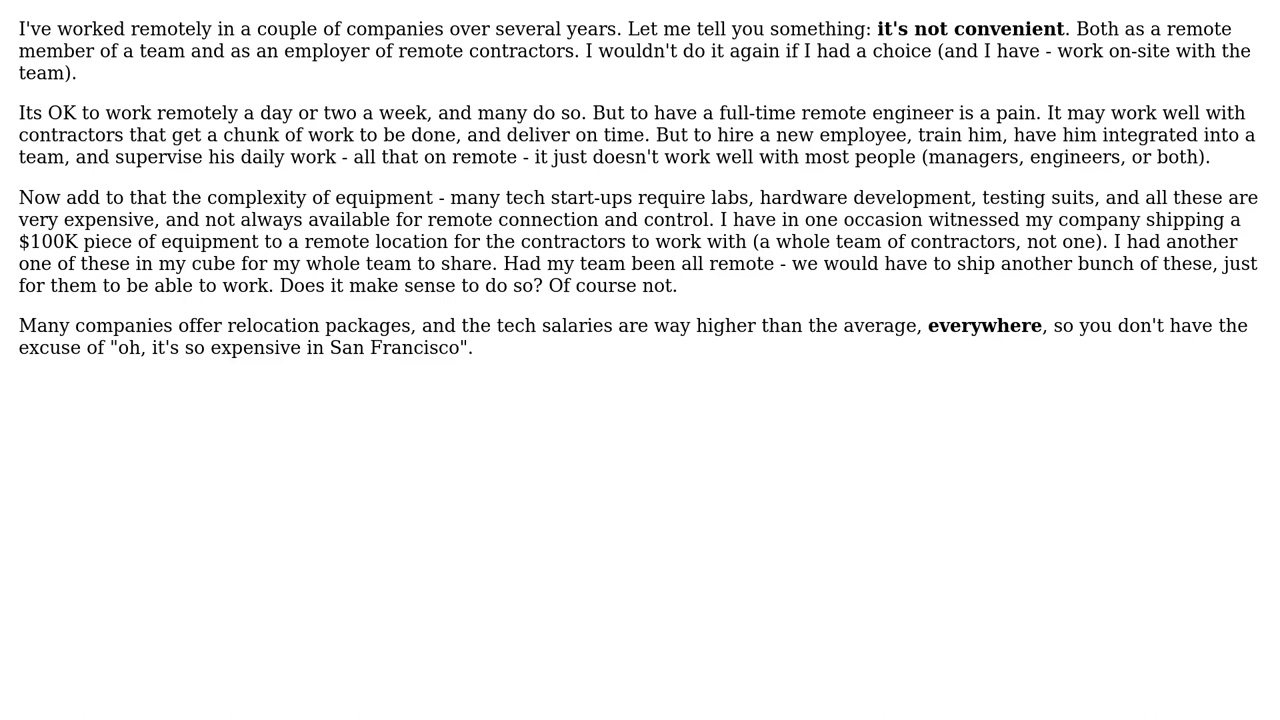 I've worked remotely in a couple of companies over several years. Let me tell you something: it's not convenient. Both as a remote
member of a team and as an employer of remote contractors. I wouldn't do it again if I had a choice (and I have - work on-site with the
team).
Its OK to work remotely a day or two a week, and many do so. But to have a full-time remote engineer is a pain. It may work well with
contractors that get a chunk of work to be done, and deliver on time. But to hire a new employee, train him, have him integrated into a
team, and supervise his daily work - all that on remote - it just doesn't work well with most people (managers, engineers, or both).
Now add to that the complexity of equipment - many tech start-ups require labs, hardware development, testing suits, and all these are
very expensive, and not always available for remote connection and control. I have in one occasion witnessed my company shipping a
$100K piece of equipment to a remote location for the contractors to work with (a whole team of contractors, not one). I had another
one of these in my cube for my whole team to share. Had my team been all remote - we would have to ship another bunch of these, just
for them to be able to work. Does it make sense to do so? Of course not.
Many companies offer relocation packages, and the tech salaries are way higher than the average, everywhere, so you don't have the
excuse of "oh, it's so expensive in San Francisco".